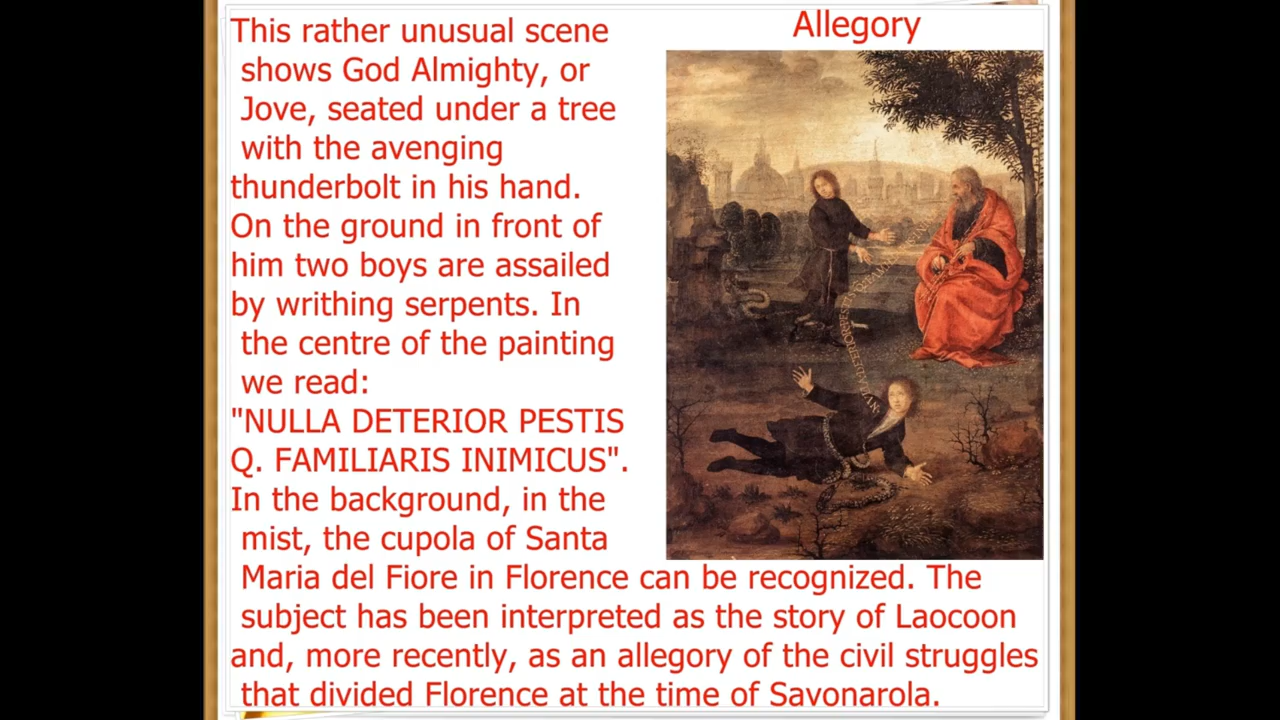 Allegory
This rather unusual scene
shows God Almighty, or
Jove, seated under a tree
with the avenging
thunderbolt in his hand.
On the ground in front of
him two boys are assailed
by writhing serpents. In
the centre of the painting
we read:
"NULLA DETERIOR PESTIS
Q. FAMILIARIS INIMICUS".
In the background, in the
mist, the cupola of Santa
Maria del Fiore in Florence can be recognized. The
subject has been interpreted as the story of Laocoon
and, more recently, as an allegory of the civil struggles
that divided Florence at the time of Savonarola.